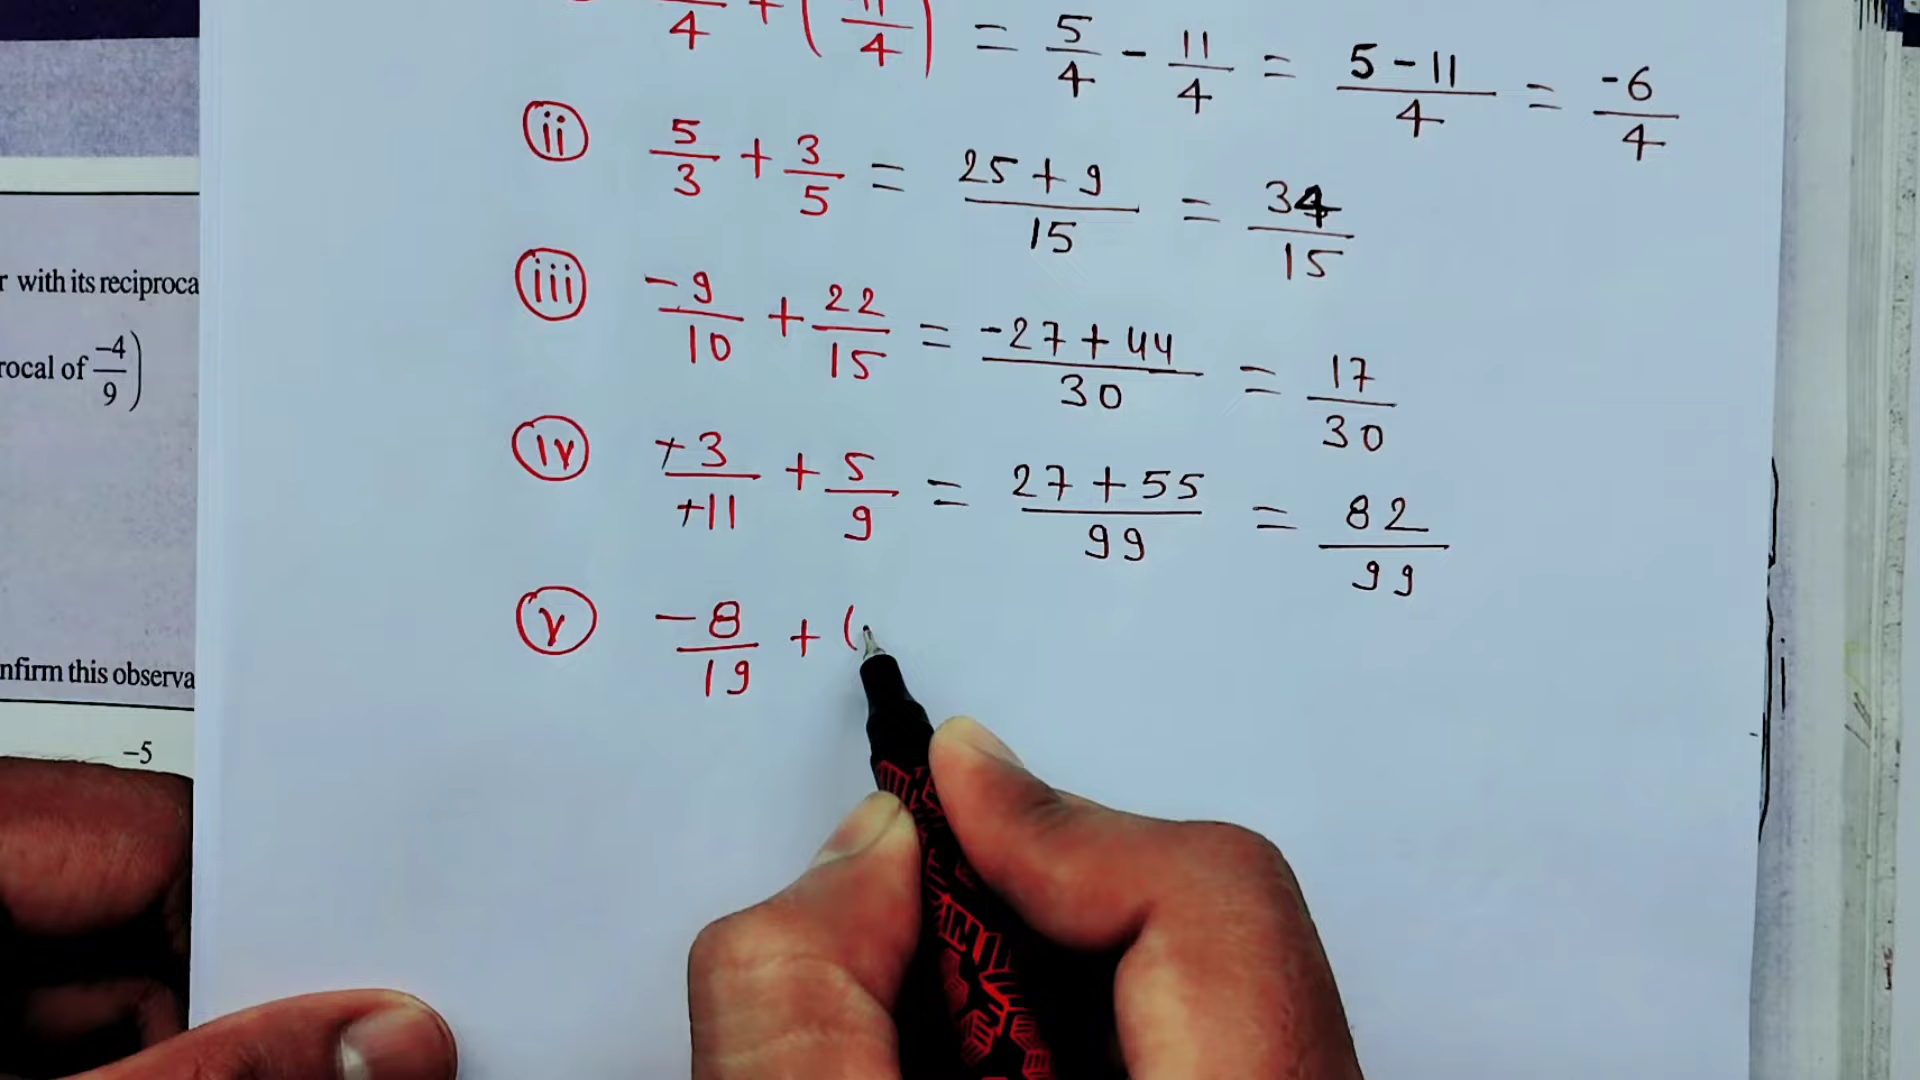 5/4 + (11/4) = 5/4 - 11/4 = (5-11)/4 = -6/4
ii 5/3 + 3/5 = (25+9)/15 = 34/15
iii -9/10 + 22/15 = (-27+44)/30 = 17/30
iv +3/+11 + 5/9 = (27+55)/99 = 82/99
v -8/19 + (
with its reciproca
rocal of -4/9)
nfirm this observa
-5